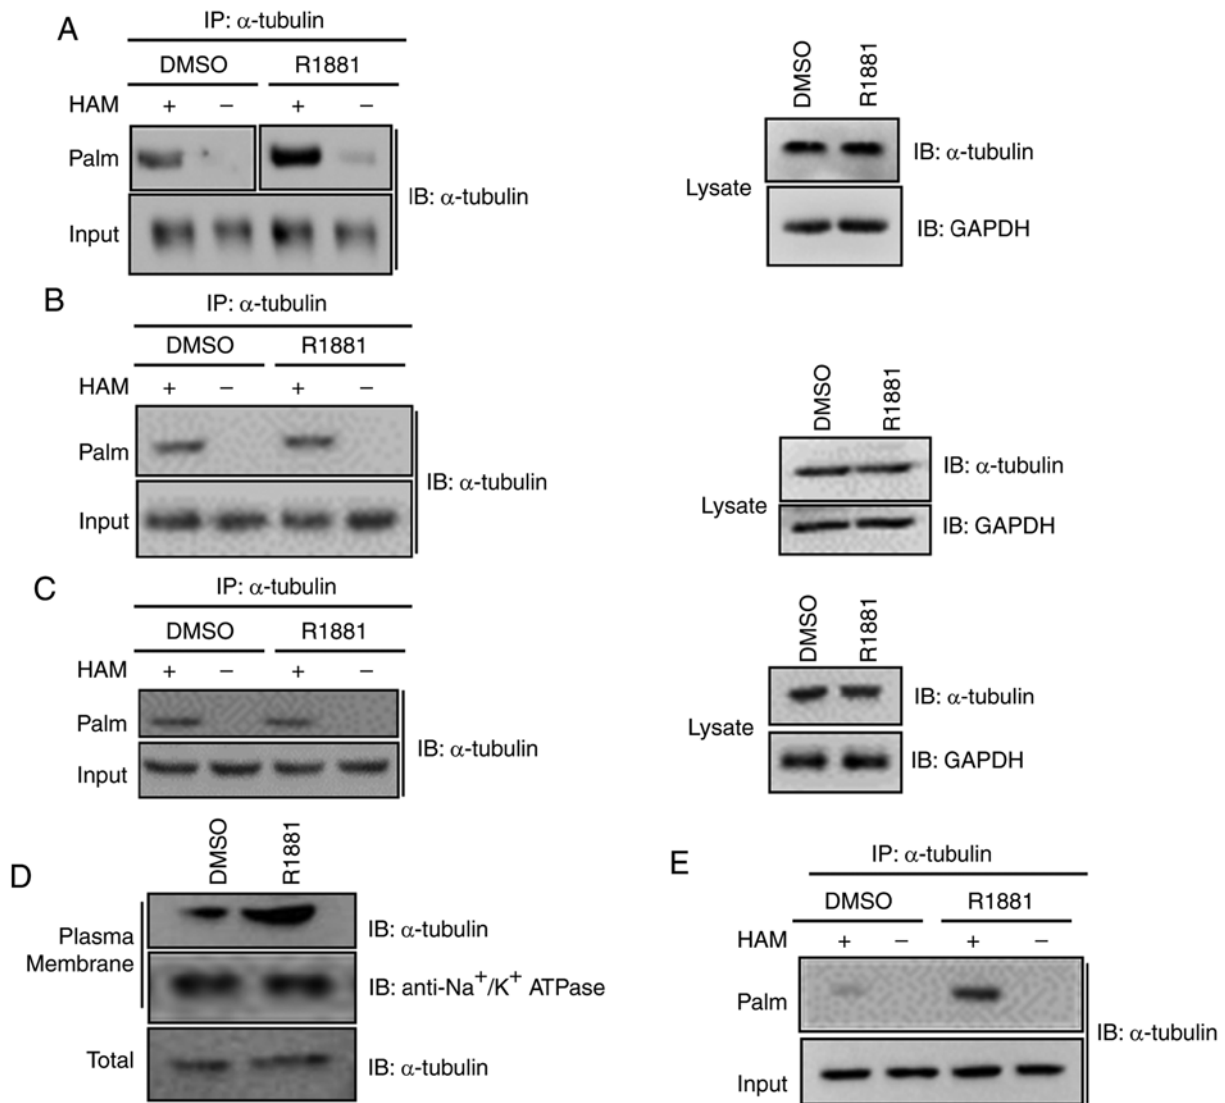 A
IP: α-tubulin
DMSO R1881
HAM + − + −
Palm
Input
IB: α-tubulin
DMSO R1881
Lysate
IB: α-tubulin
IB: GAPDH
B
IP: α-tubulin
DMSO R1881
HAM + − + −
Palm
Input
IB: α-tubulin
DMSO R1881
Lysate
IB: α-tubulin
IB: GAPDH
C
IP: α-tubulin
DMSO R1881
HAM + − + −
Palm
Input
IB: α-tubulin
DMSO R1881
Lysate
IB: α-tubulin
IB: GAPDH
D
DMSO R1881
Plasma
Membrane
IB: α-tubulin
IB: anti-Na⁺/K⁺ ATPase
Total
IB: α-tubulin
E
IP: α-tubulin
DMSO R1881
HAM + − + −
Palm
Input
IB: α-tubulin